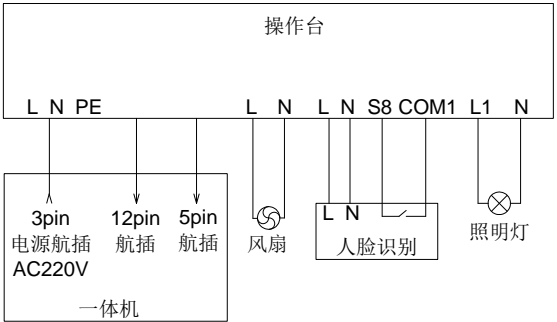 操作台
L N PE L N L N S8 COM1 L1 N
L N
3pin 12pin 5pin
电源航插 航插 航插 风扇 人脸识别 照明灯
AC220V
一体机